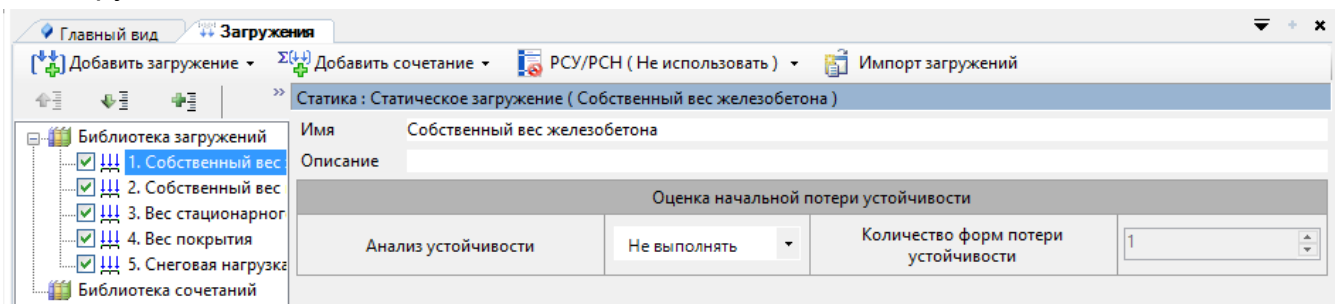 Главный вид Загружения
Добавить загружение Добавить сочетание РСУ/РСН ( Не использовать ) Импорт загружений
Статика : Статическое загружение ( Собственный вес железобетона )
Имя Собственный вес железобетона
Описание
Библиотека загружений
1. Собственный вес
2. Собственный вес
3. Вес стационарног
4. Вес покрытия
5. Снеговая нагрузка
Библиотека сочетаний
Оценка начальной потери устойчивости
Анализ устойчивости Не выполнять Количество форм потери 1
устойчивости